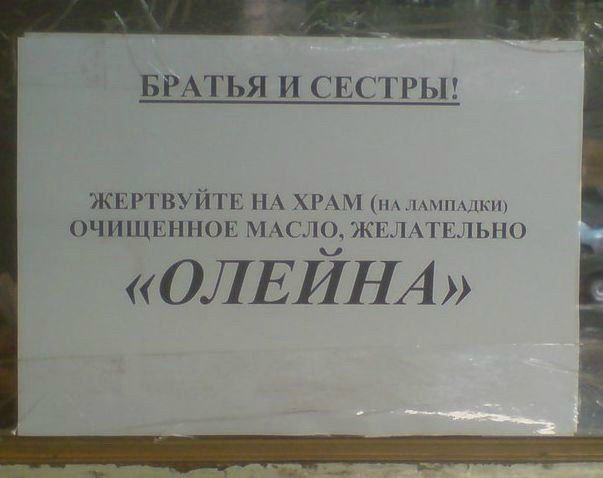 БРАТЬЯ И СЕСТРЫ!
ЖЕРТВУЙТЕ НА ХРАМ (НА ЛАМПАДКИ)
ОЧИЩЕННОЕ МАСЛО, ЖЕЛАТЕЛЬНО
«ОЛЕЙНА»